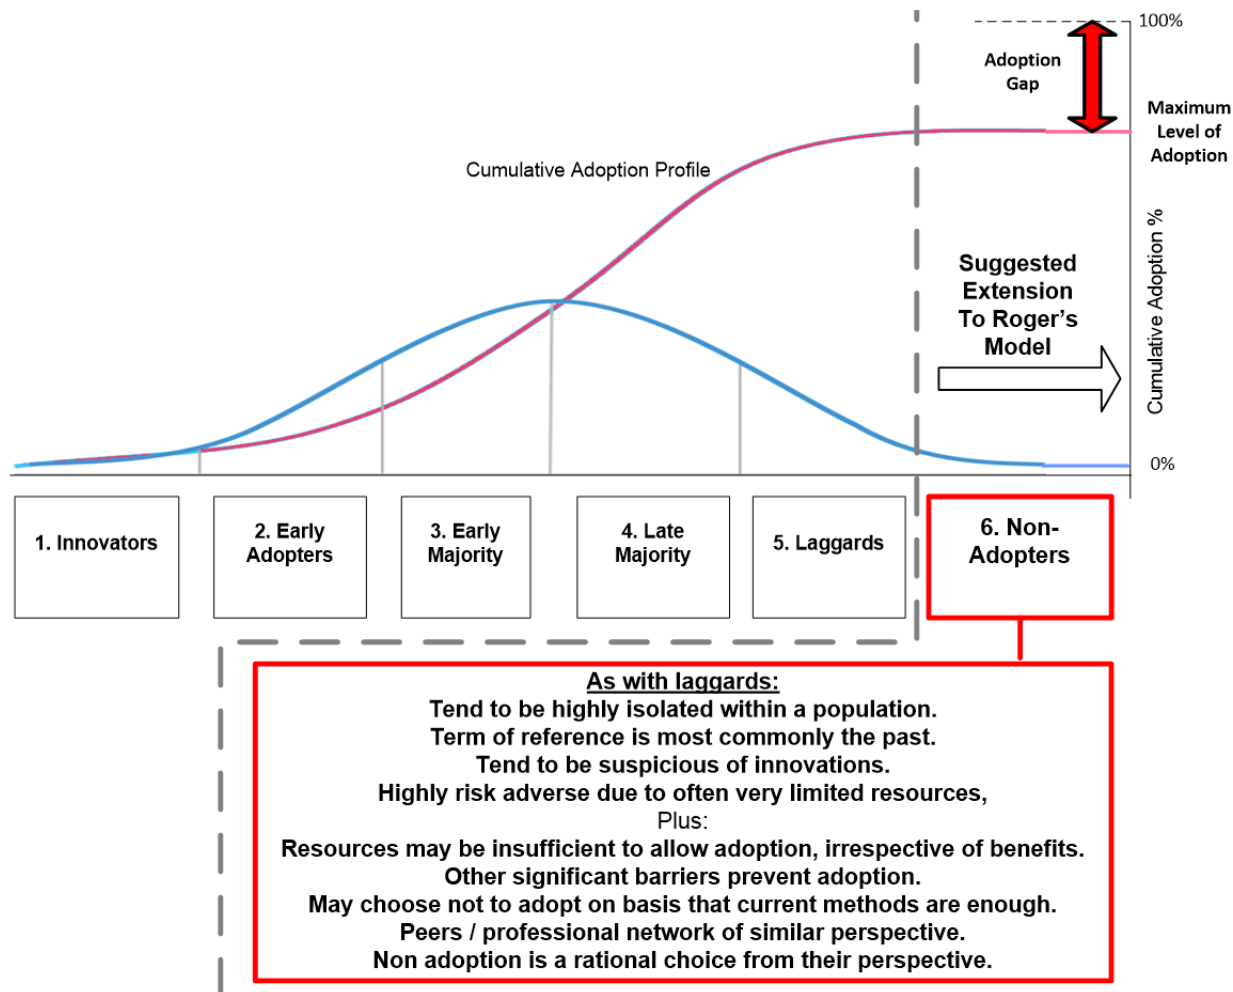 100%
Adoption
Gap
Maximum
Level of
Adoption
Cumulative Adoption Profile
Cumulative Adoption %
Suggested
Extension
To Roger's
Model
0%
1. Innovators
2. Early
Adopters
3. Early
Majority
4. Late
Majority
5. Laggards
6. Non-
Adopters
As with laggards:
Tend to be highly isolated within a population.
Term of reference is most commonly the past.
Tend to be suspicious of innovations.
Highly risk adverse due to often very limited resources,
Plus:
Resources may be insufficient to allow adoption, irrespective of benefits.
Other significant barriers prevent adoption.
May choose not to adopt on basis that current methods are enough.
Peers / professional network of similar perspective.
Non adoption is a rational choice from their perspective.